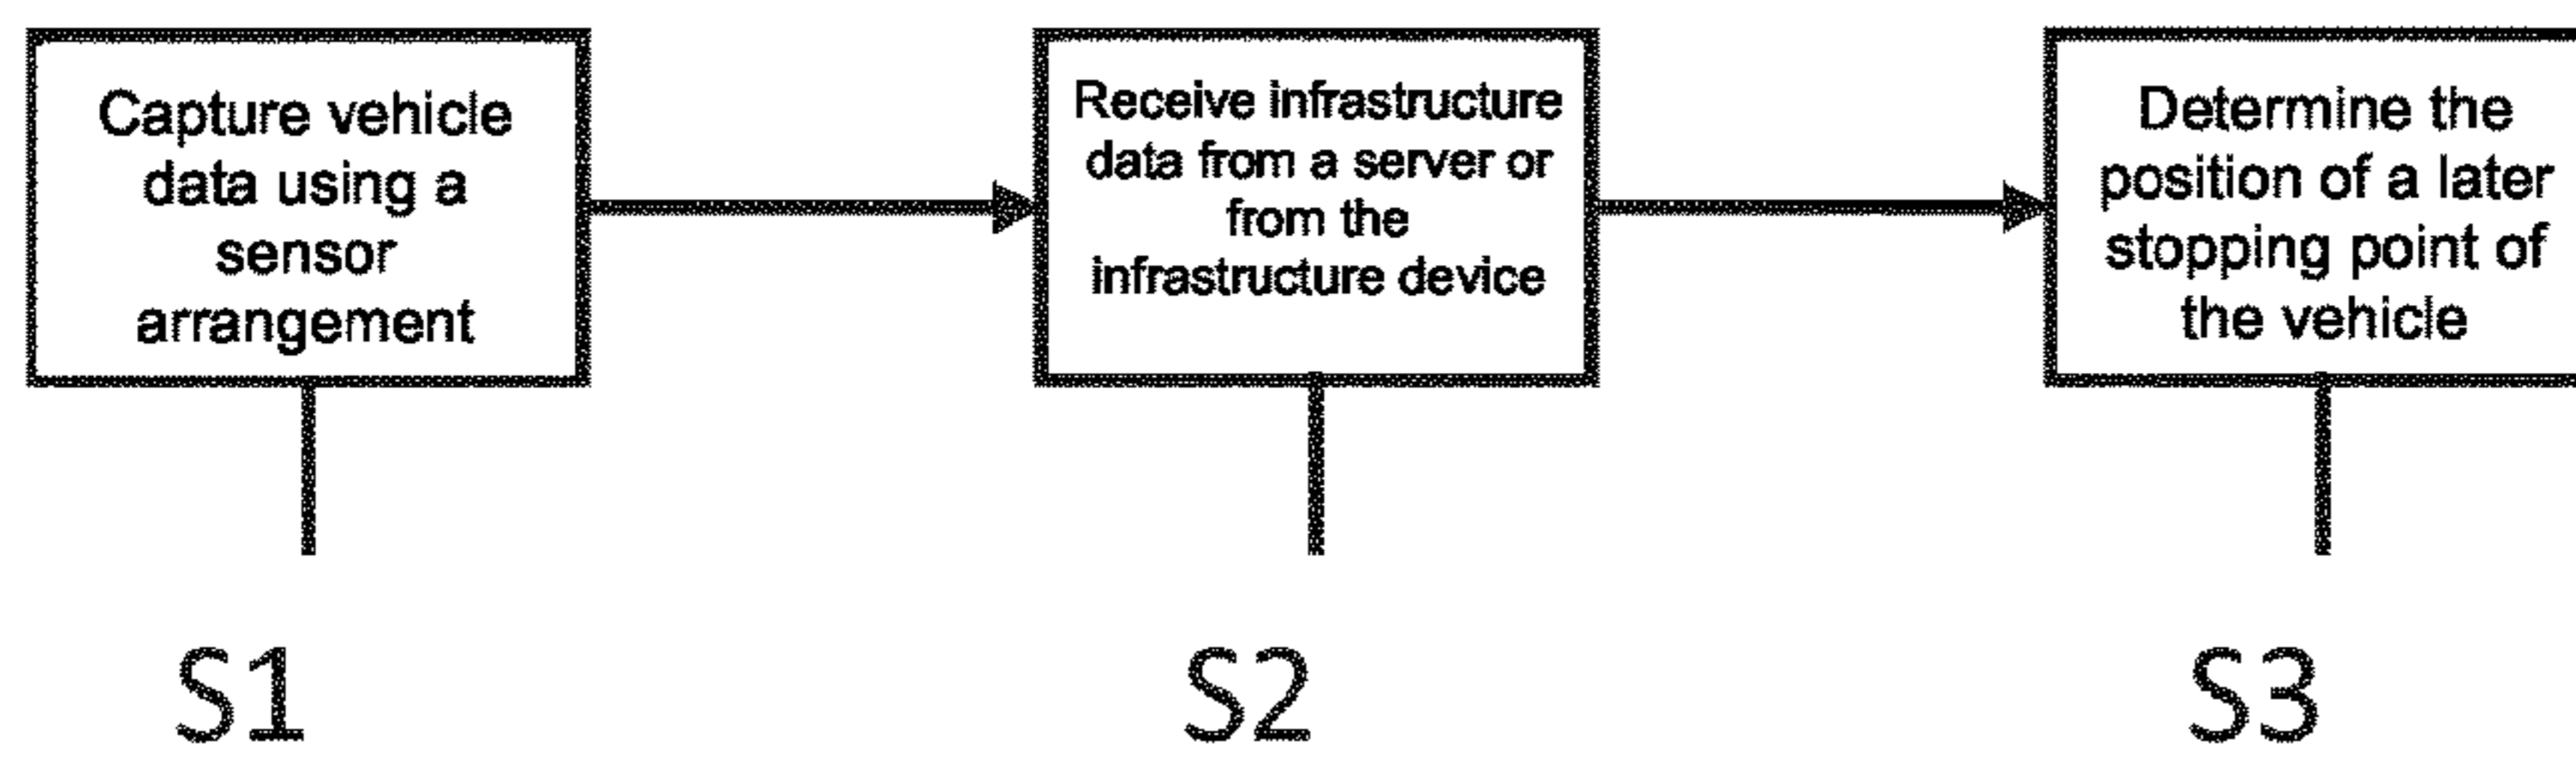 Capture vehicle
data using a
sensor
arrangement
Receive infrastructure
data from a server or
from the
infrastructure device
Determine the
position of a later
stopping point of
the vehicle
S1
S2
S3